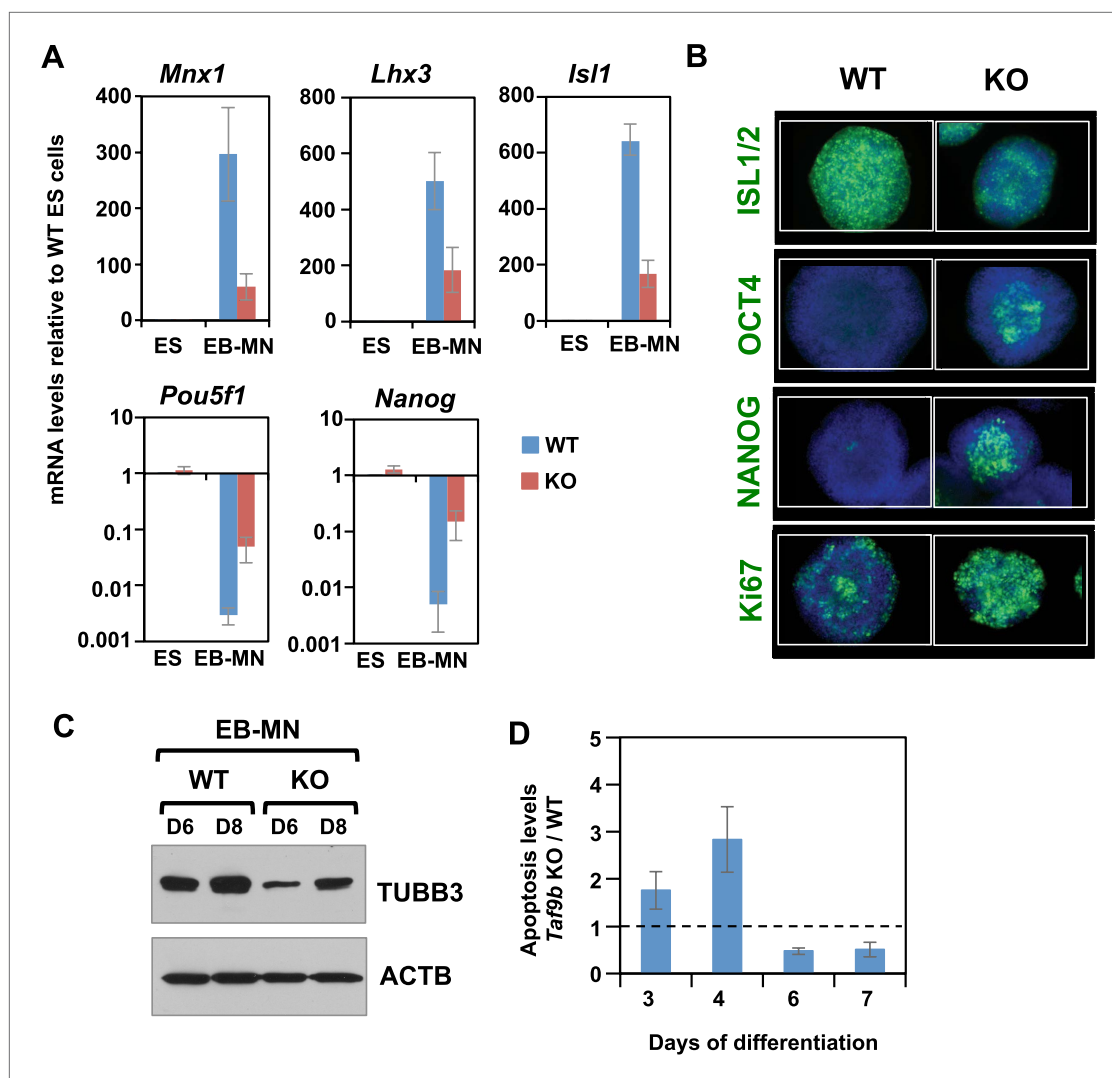 A
Mnx1
Lhx3
Isl1
mRNA levels relative to WT ES cells
400
300
200
100
0
800
600
400
200
0
800
600
400
200
0
ES EB-MN
ES EB-MN
ES EB-MN
Pou5f1
Nanog
10
1
0.1
0.01
0.001
10
1
0.1
0.01
0.001
ES EB-MN
ES EB-MN
WT
KO
B
WT KO
ISL1/2
OCT4
NANOG
Ki67
C
EB-MN
WT KO
D6 D8 D6 D8
TUBB3
ACTB
D
Apoptosis levels
Taf9b KO / WT
5
4
3
2
1
0
3 4 6 7
Days of differentiation